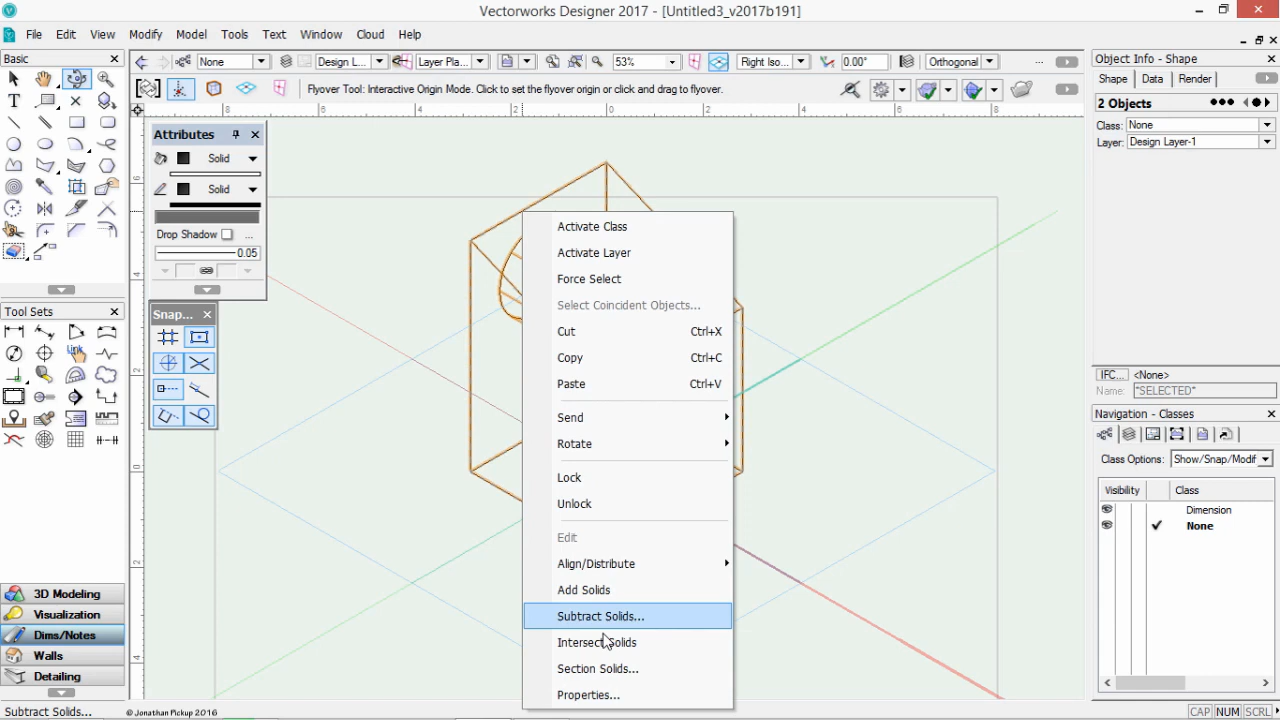 Vectorworks Designer 2017 - [Untitled3_v2017b191]
File Edit View Modify Model Tools Text Window Cloud Help
Basic
None
Design L...
Layer Pla...
53%
Right Iso...
0.00°
Orthogonal
...
Flyover Tool: Interactive Origin Mode. Click to set the flyover origin or click and drag to flyover.
Attributes
Solid
Solid
Drop Shadow
...
0.05
Snap...
Tool Sets
3D Modeling
Visualization
Dims/Notes
Walls
Detailing
Activate Class
Activate Layer
Force Select
Select Coincident Objects...
Cut Ctrl+X
Copy Ctrl+C
Paste Ctrl+V
Send
Rotate
Lock
Unlock
Edit
Align/Distribute
Add Solids
Subtract Solids...
Intersect Solids
Section Solids...
Properties...
Object Info - Shape
Shape Data Render
2 Objects
Class: None
Layer: Design Layer-1
IFC... <None>
Name: *SELECTED*
Navigation - Classes
Class Options: Show/Snap/Modif
Visibility Class
Dimension
None
Subtract Solids...
© Jonathan Pickup 2016
CAP NUM SCRL